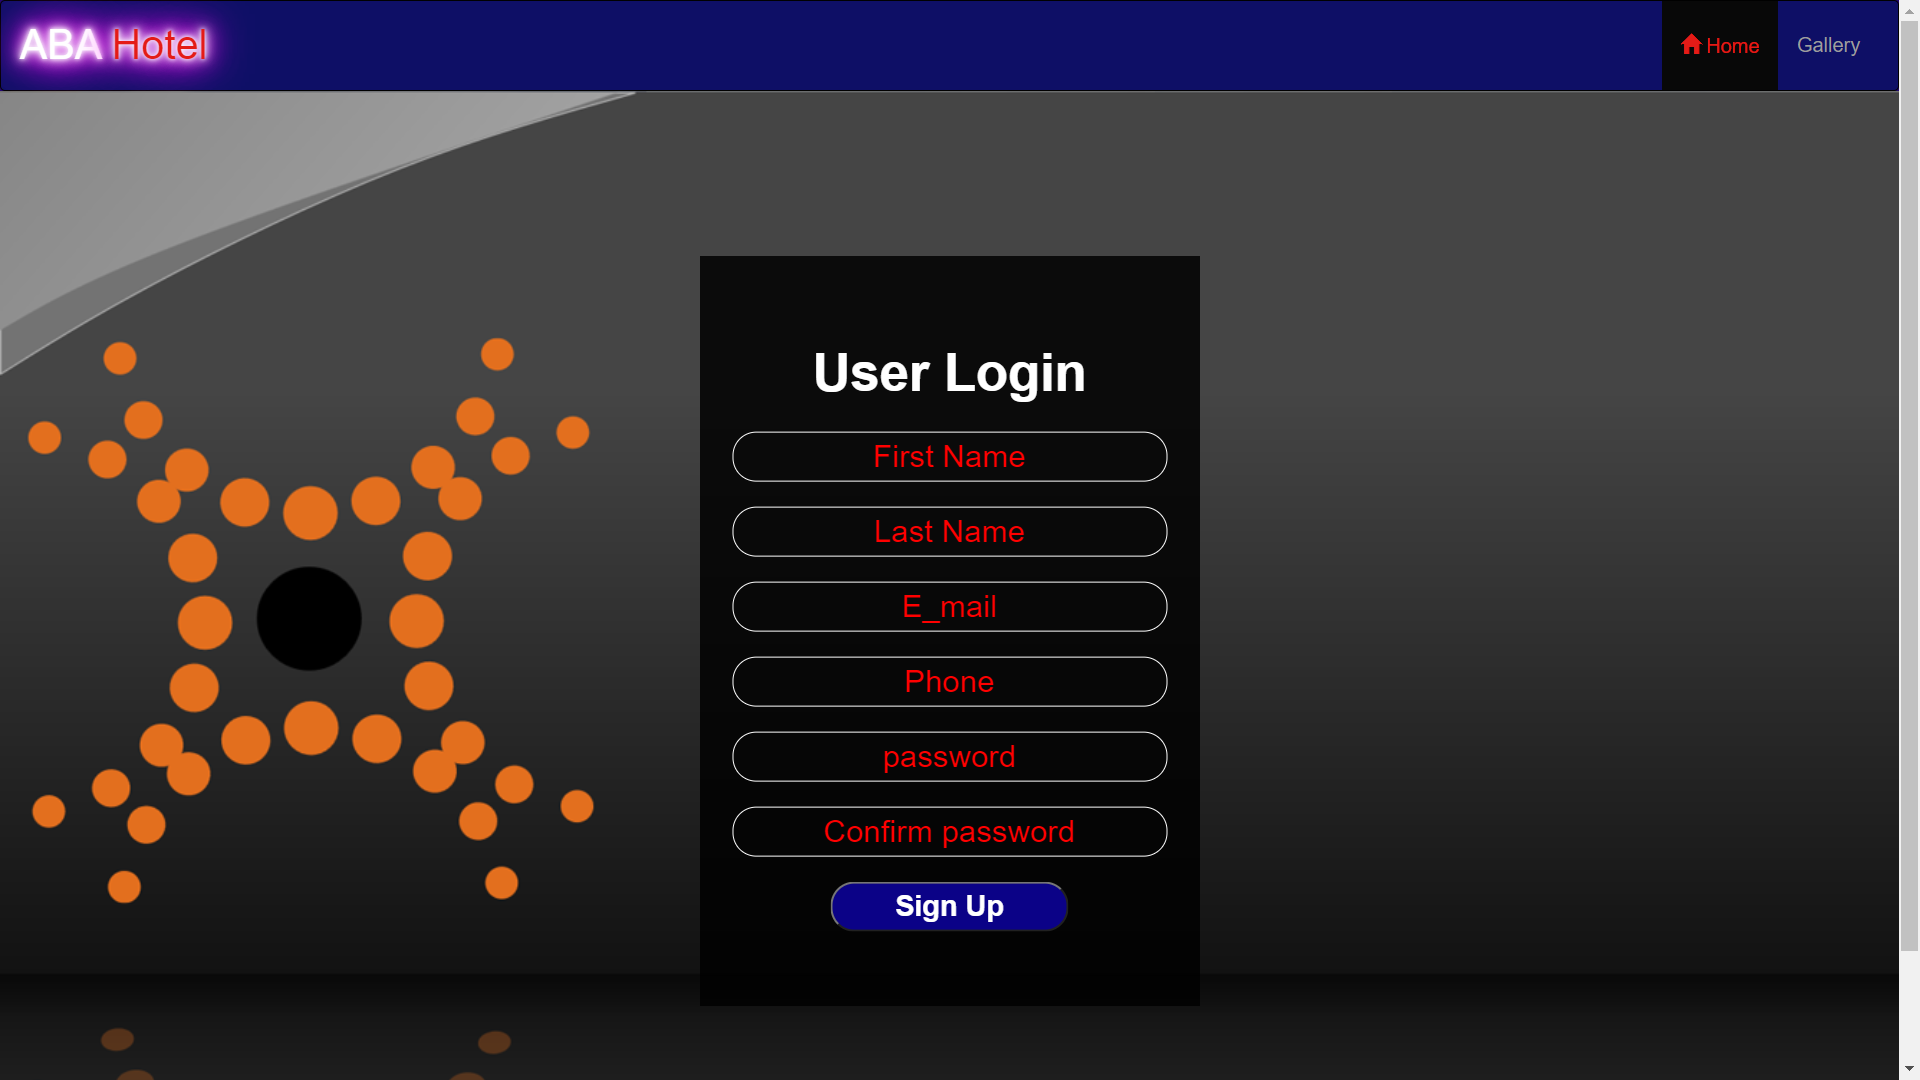 ABA Hotel
Home
Gallery
User Login
First Name
Last Name
E_mail
Phone
password
Confirm password
Sign Up